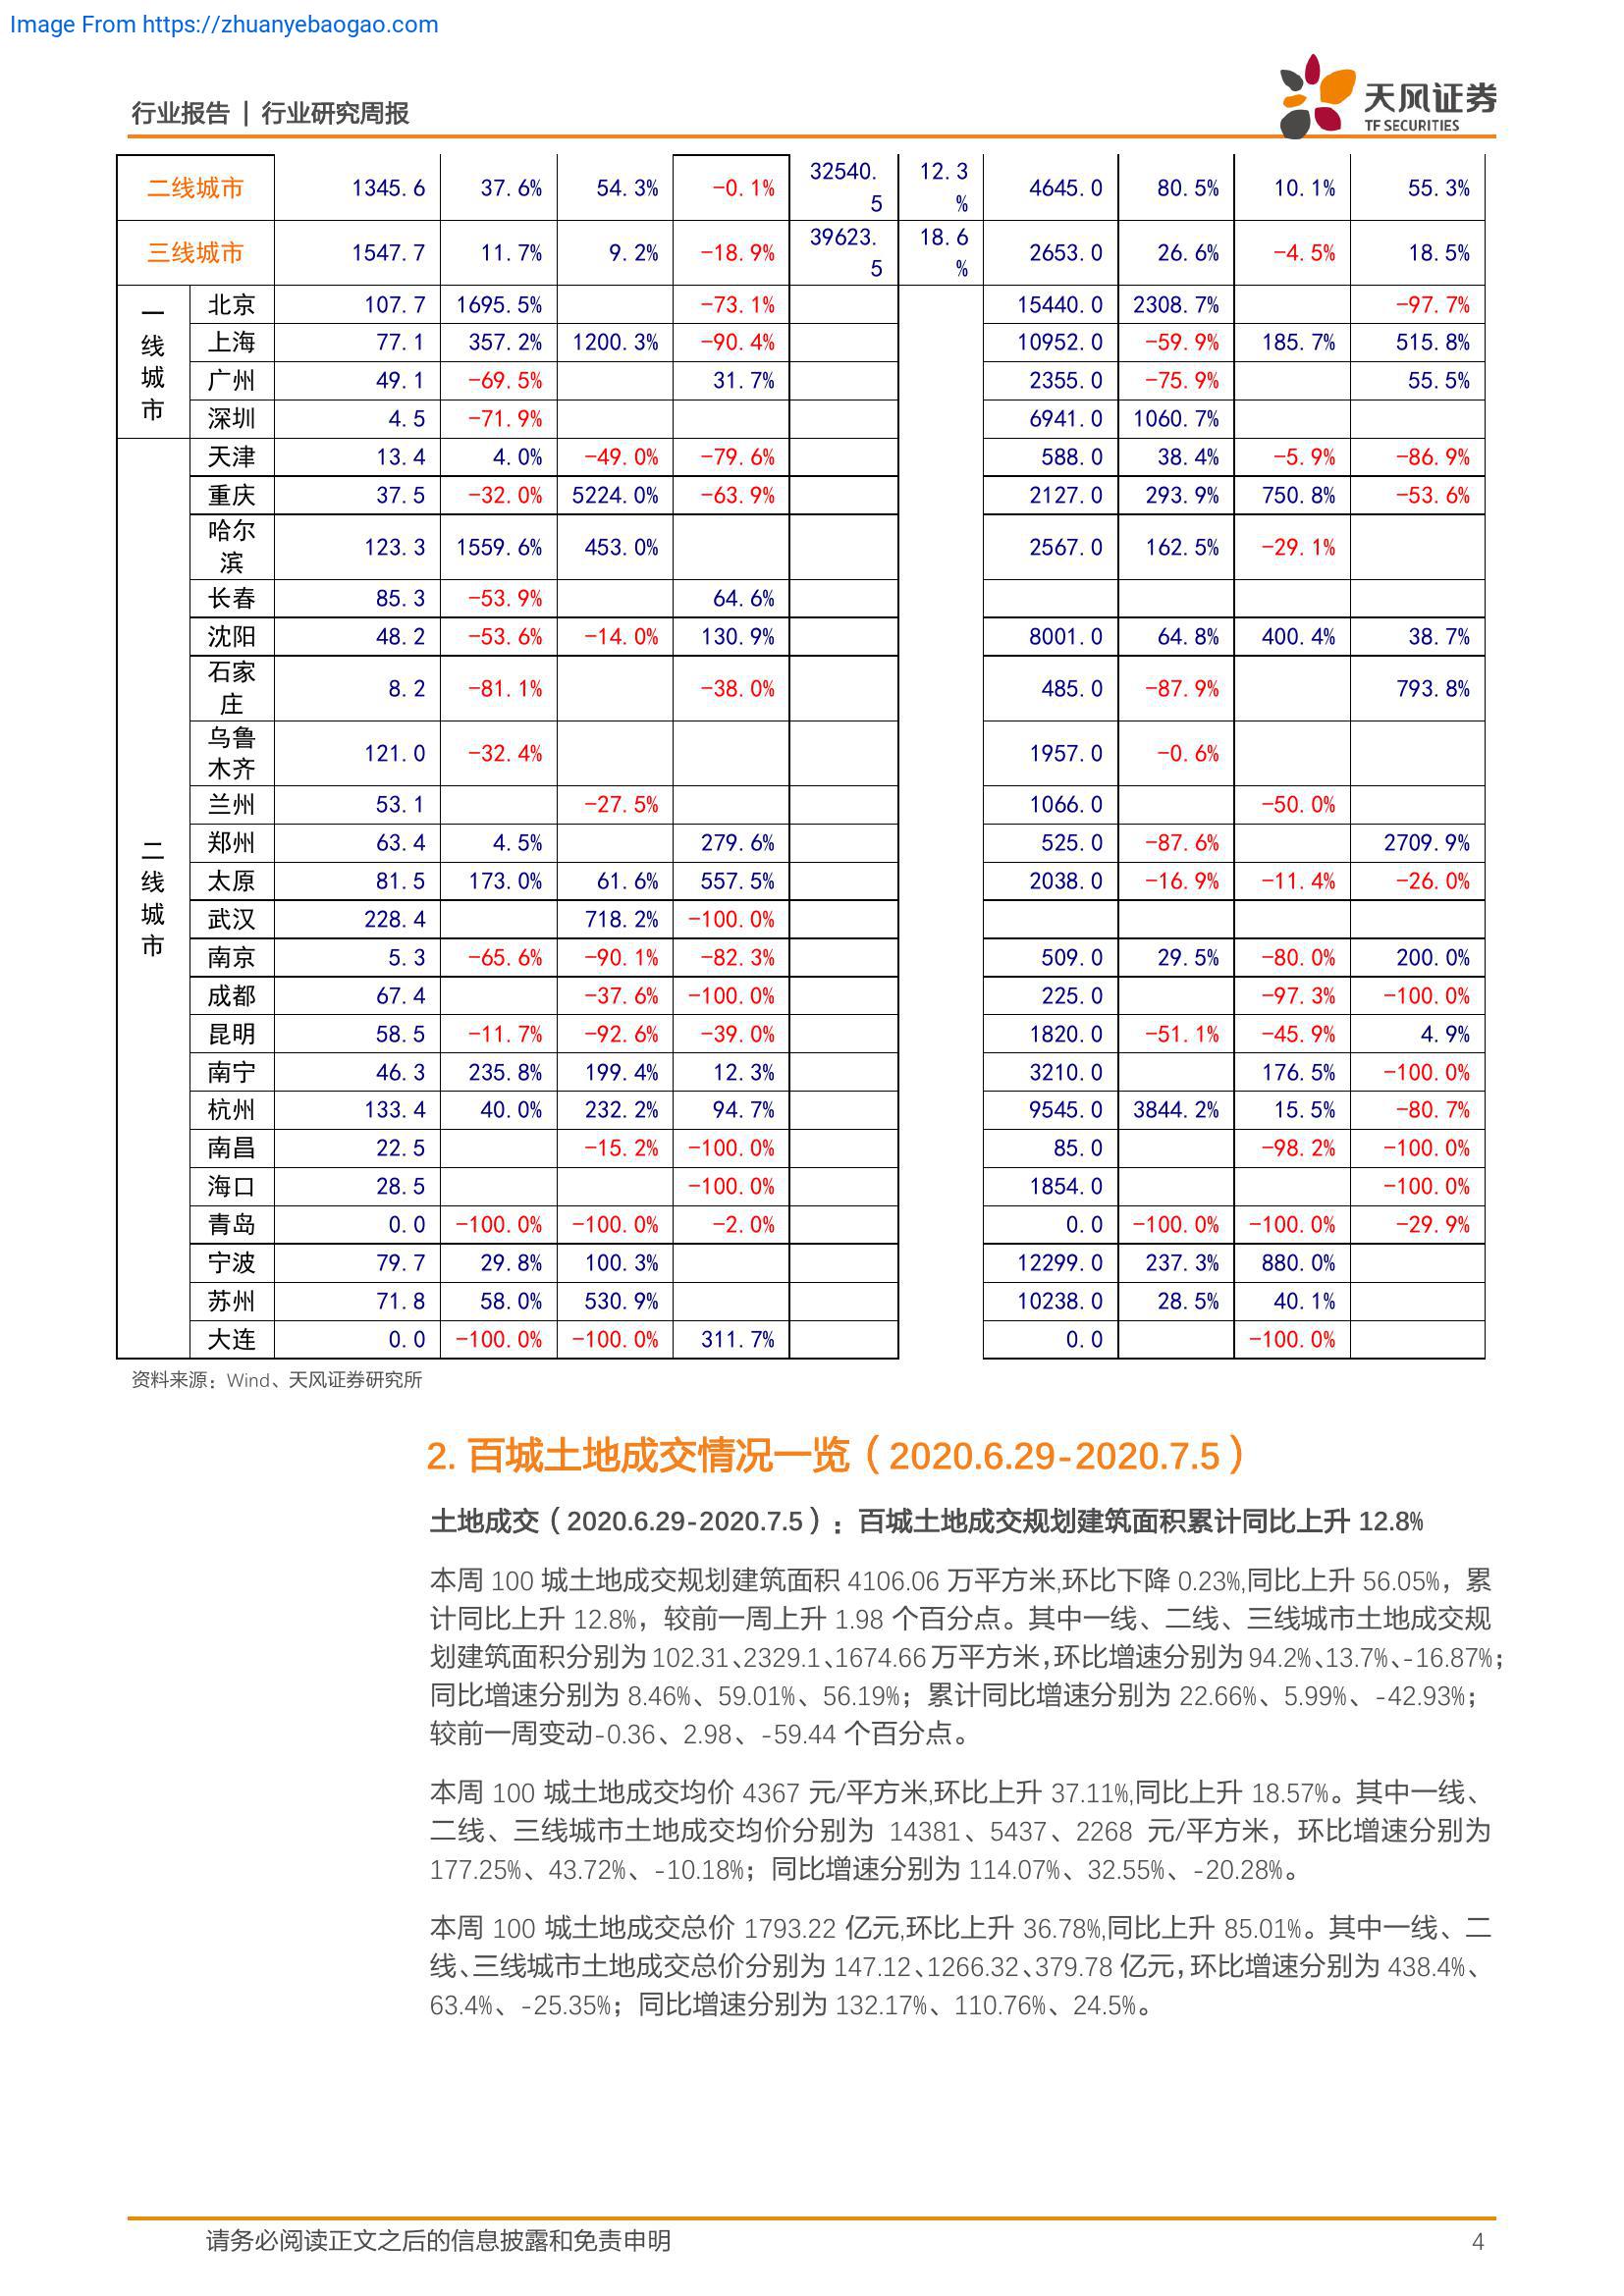 Image From https://zhuanyebaogao.com
行业报告 | 行业研究周报
天风证券
TF SECURITIES
二线城市 1345.6 37.6% 54.3% -0.1% 32540.5 12.3% 4645.0 80.5% 10.1% 55.3%
三线城市 1547.7 11.7% 9.2% -18.9% 39623.5 18.6% 2653.0 26.6% -4.5% 18.5%
一线城市
北京 107.7 1695.5% -73.1% 15440.0 2308.7% -97.7%
上海 77.1 357.2% 1200.3% -90.4% 10952.0 -59.9% 185.7% 515.8%
广州 49.1 -69.5% 31.7% 2355.0 -75.9% 55.5%
深圳 4.5 -71.9% 6941.0 1060.7%
二线城市
天津 13.4 4.0% -49.0% -79.6% 588.0 38.4% -5.9% -86.9%
重庆 37.5 -32.0% 5224.0% -63.9% 2127.0 293.9% 750.8% -53.6%
哈尔滨 123.3 1559.6% 453.0% 2567.0 162.5% -29.1%
长春 85.3 -53.9% 64.6%
沈阳 48.2 -53.6% -14.0% 130.9% 8001.0 64.8% 400.4% 38.7%
石家庄 8.2 -81.1% -38.0% 485.0 -87.9% 793.8%
乌鲁木齐 121.0 -32.4% 1957.0 -0.6%
兰州 53.1 -27.5% 1066.0 -50.0%
郑州 63.4 4.5% 279.6% 525.0 -87.6% 2709.9%
太原 81.5 173.0% 61.6% 557.5% 2038.0 -16.9% -11.4% -26.0%
武汉 228.4 718.2% -100.0%
南京 5.3 -65.6% -90.1% -82.3% 509.0 29.5% -80.0% 200.0%
成都 67.4 -37.6% -100.0% 225.0 -97.3% -100.0%
昆明 58.5 -11.7% -92.6% -39.0% 1820.0 -51.1% -45.9% 4.9%
南宁 46.3 235.8% 199.4% 12.3% 3210.0 176.5% -100.0%
杭州 133.4 40.0% 232.2% 94.7% 9545.0 3844.2% 15.5% -80.7%
南昌 22.5 -15.2% -100.0% 85.0 -98.2% -100.0%
海口 28.5 -100.0% 1854.0 -100.0%
青岛 0.0 -100.0% -100.0% -2.0% 0.0 -100.0% -100.0% -29.9%
宁波 79.7 29.8% 100.3% 12299.0 237.3% 880.0%
苏州 71.8 58.0% 530.9% 10238.0 28.5% 40.1%
大连 0.0 -100.0% -100.0% 311.7% 0.0 -100.0%
资料来源：Wind、天风证券研究所
2. 百城土地成交情况一览（2020.6.29-2020.7.5）
土地成交（2020.6.29-2020.7.5）：百城土地成交规划建筑面积累计同比上升 12.8%
本周 100 城土地成交规划建筑面积 4106.06 万平方米,环比下降 0.23%,同比上升 56.05%，累
计同比上升 12.8%，较前一周上升 1.98 个百分点。其中一线、二线、三线城市土地成交规
划建筑面积分别为 102.31、2329.1、1674.66 万平方米，环比增速分别为 94.2%、13.7%、-16.87%；
同比增速分别为 8.46%、59.01%、56.19%；累计同比增速分别为 22.66%、5.99%、-42.93%；
较前一周变动-0.36、2.98、-59.44 个百分点。
本周 100 城土地成交均价 4367 元/平方米,环比上升 37.11%,同比上升 18.57%。其中一线、
二线、三线城市土地成交均价分别为 14381、5437、2268 元/平方米，环比增速分别为
177.25%、43.72%、-10.18%；同比增速分别为 114.07%、32.55%、-20.28%。
本周 100 城土地成交总价 1793.22 亿元,环比上升 36.78%,同比上升 85.01%。其中一线、二
线、三线城市土地成交总价分别为 147.12、1266.32、379.78 亿元，环比增速分别为 438.4%、
63.4%、-25.35%；同比增速分别为 132.17%、110.76%、24.5%。
请务必阅读正文之后的信息披露和免责申明 4